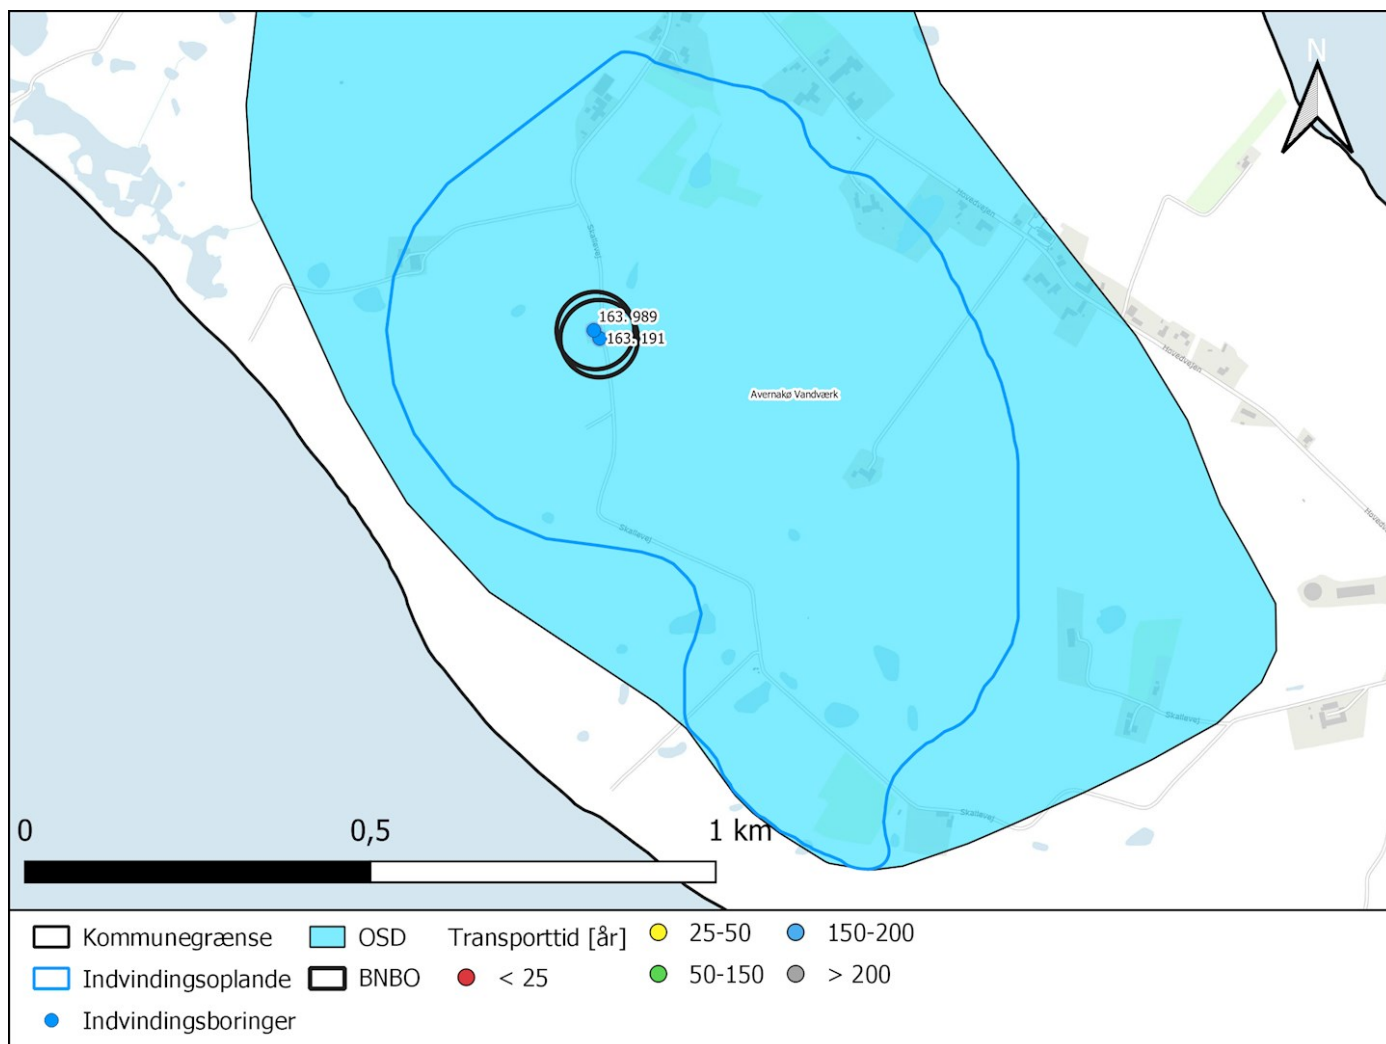 N
Hovedvejen
Skallevej
163. 989
163. 191
Hovedvejen
Avernakø Vandværk
Skallevej
Skallevej
Skallevej
0 0,5 1 km
Kommunegrænse OSD Transporttid [år] 25-50 150-200
Indvindingsoplande BNBO < 25 50-150 > 200
Indvindingsboringer